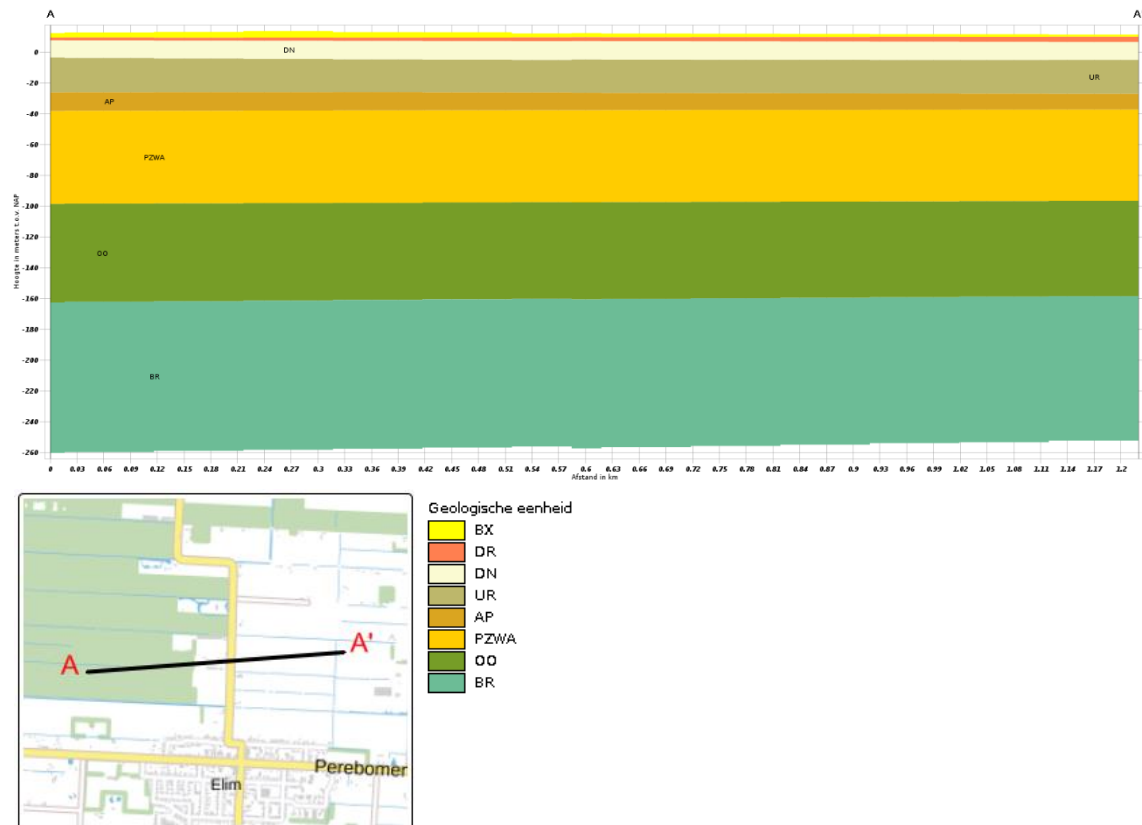 A A
DN
UR
AP
PZWA
OO
BR
Hoogte in meters t.o.v. NAP
0
-20
-40
-60
-80
-100
-120
-140
-160
-180
-200
-220
-240
-260
0 0.03 0.06 0.09 0.12 0.15 0.18 0.21 0.24 0.27 0.3 0.33 0.36 0.39 0.42 0.45 0.48 0.51 0.54 0.57 0.6 0.63 0.66 0.69 0.72 0.75 0.78 0.81 0.84 0.87 0.9 0.93 0.96 0.99 1.02 1.05 1.08 1.11 1.14 1.17 1.2
Afstand in km
A A'
Elim
Perebomer
Geologische eenheid
BX
DR
DN
UR
AP
PZWA
OO
BR